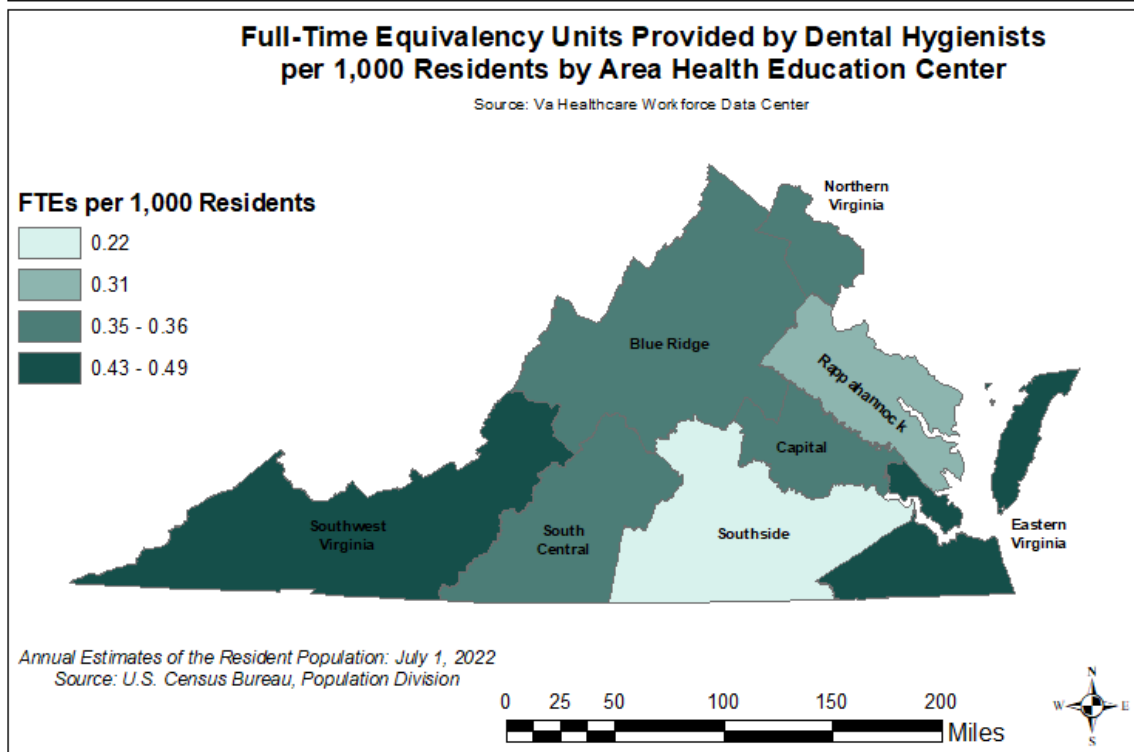 Full-Time Equivalency Units Provided by Dental Hygienists
per 1,000 Residents by Area Health Education Center
Source: Va Healthcare Workforce Data Center
FTEs per 1,000 Residents
0.22
0.31
0.35 - 0.36
0.43 - 0.49
Northern
Virginia
Blue Ridge
Rappahannock
Capital
Southwest
Virginia
South
Central
Southside
Eastern
Virginia
Annual Estimates of the Resident Population: July 1, 2022
Source: U.S. Census Bureau, Population Division
0 25 50 100 150 200
Miles
N
W E
S